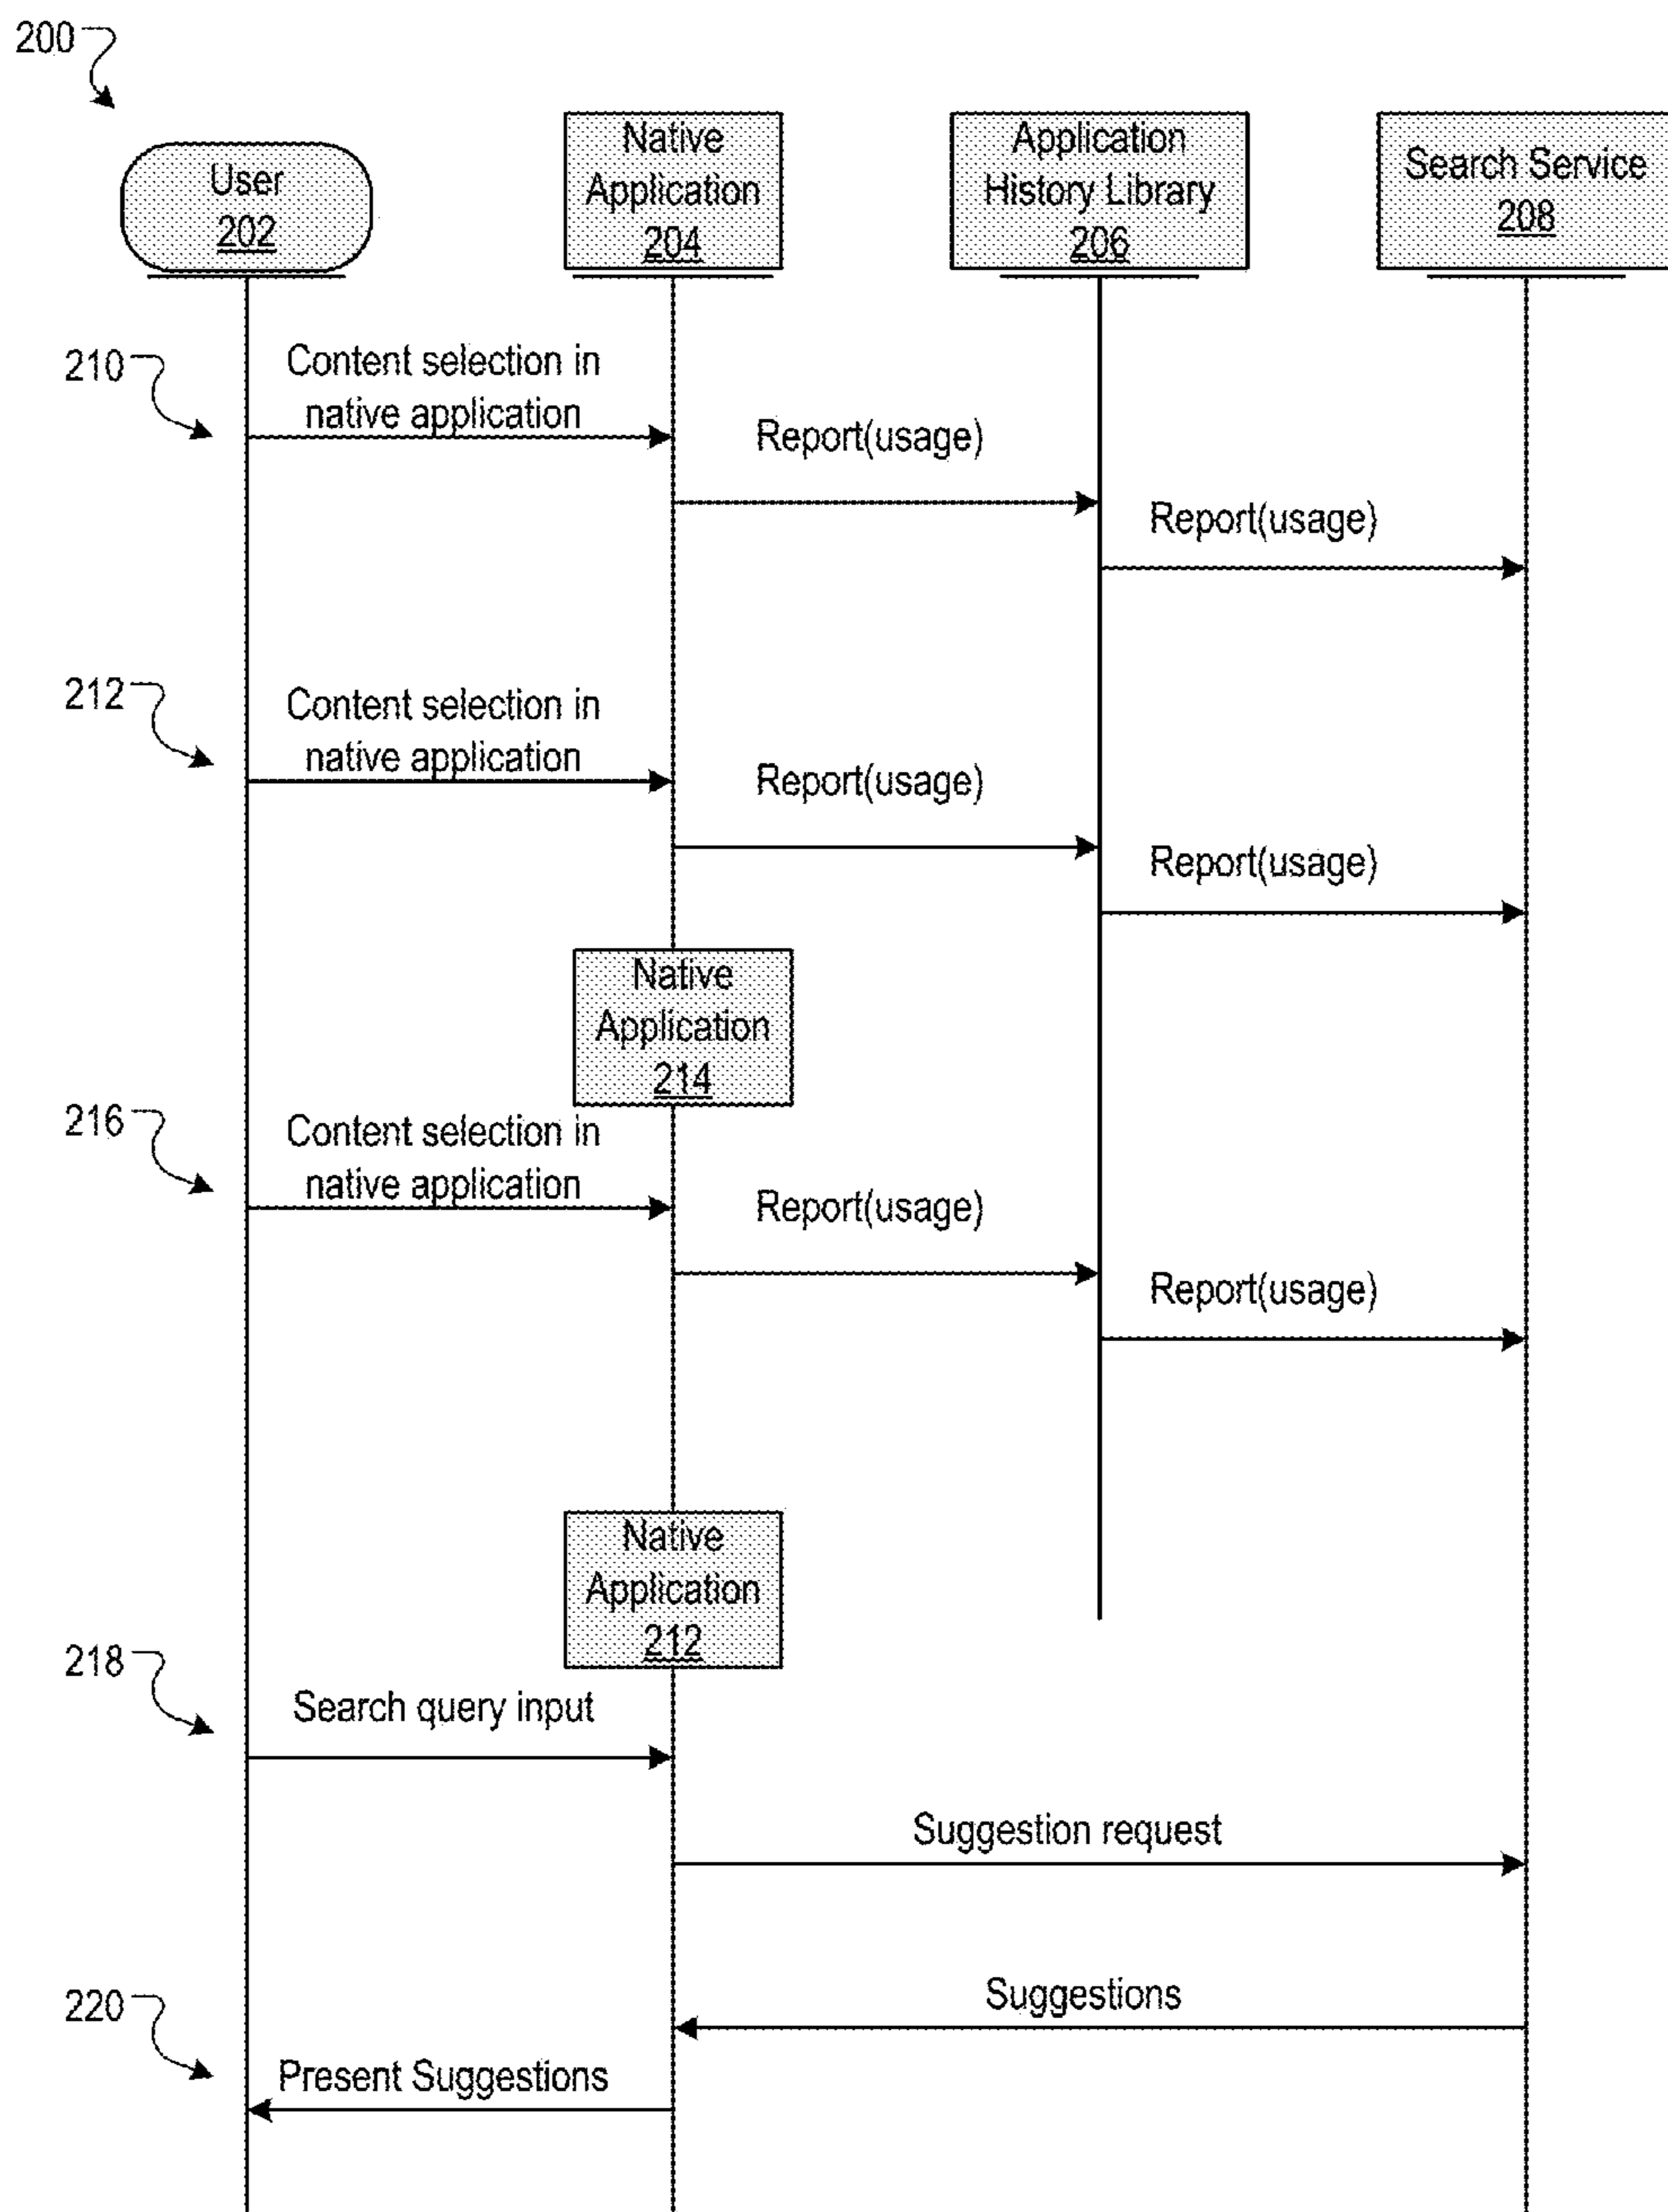 200
User
202
Native
Application
204
Application
History Library
206
Search Service
208
210
Content selection in
native application
Report(usage)
Report(usage)
212
Content selection in
native application
Report(usage)
Report(usage)
Native
Application
214
216
Content selection in
native application
Report(usage)
Report(usage)
Native
Application
212
218
Search query input
Suggestion request
Suggestions
220
Present Suggestions